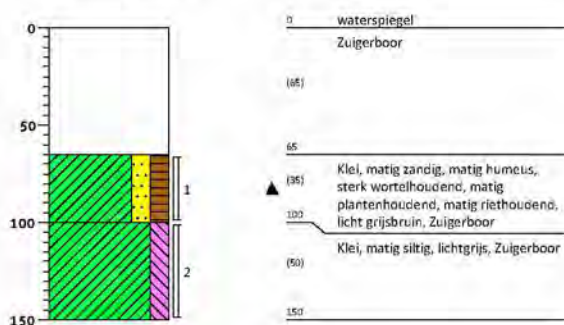 0
50
100
150
1
2
0 waterspiegel
Zuigerboor
(65)
65
(35)
Klei, matig zandig, matig humeus,
sterk wortelhoudend, matig
plantenhoudend, matig riethoudend,
licht grijsbruin, Zuigerboor
100
Klei, matig siltig, lichtgrijs, Zuigerboor
(50)
150